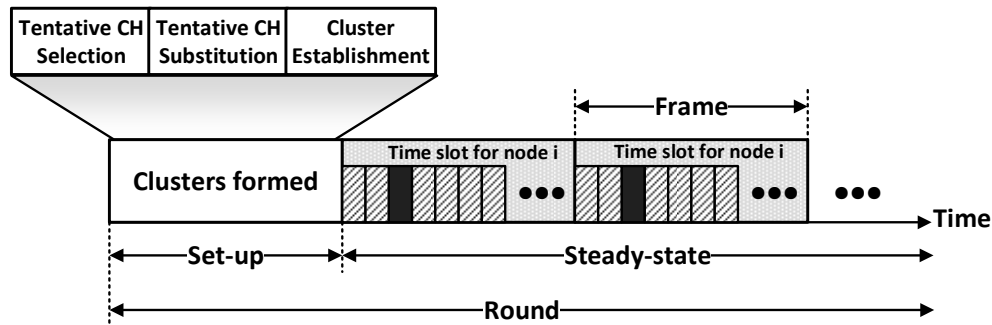 Tentative CH Selection
Tentative CH Substitution
Cluster Establishment
Frame
Time slot for node i
Time slot for node i
Clusters formed
Time
Set-up
Steady-state
Round